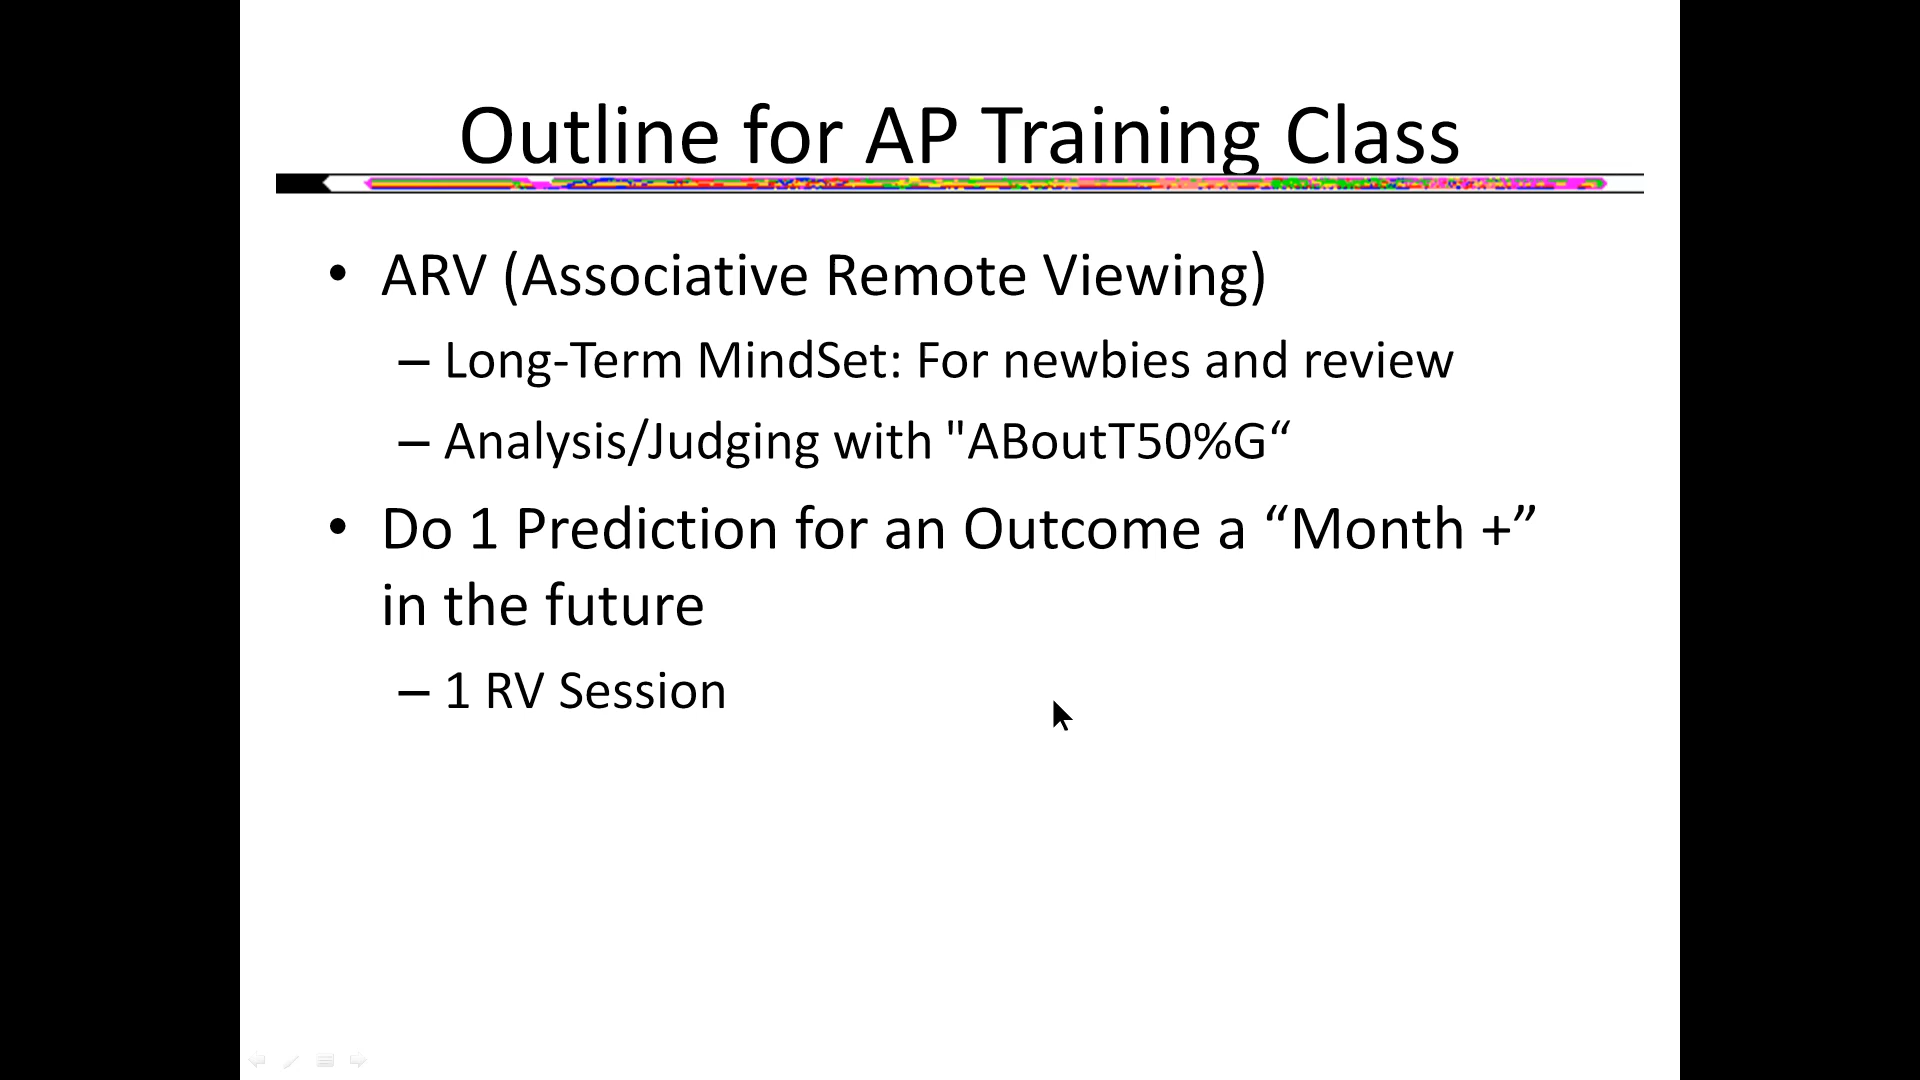 Outline for AP Training Class
• ARV (Associative Remote Viewing)
– Long-Term MindSet: For newbies and review
– Analysis/Judging with "ABoutT50%G“
• Do 1 Prediction for an Outcome a “Month +”
in the future
– 1 RV Session